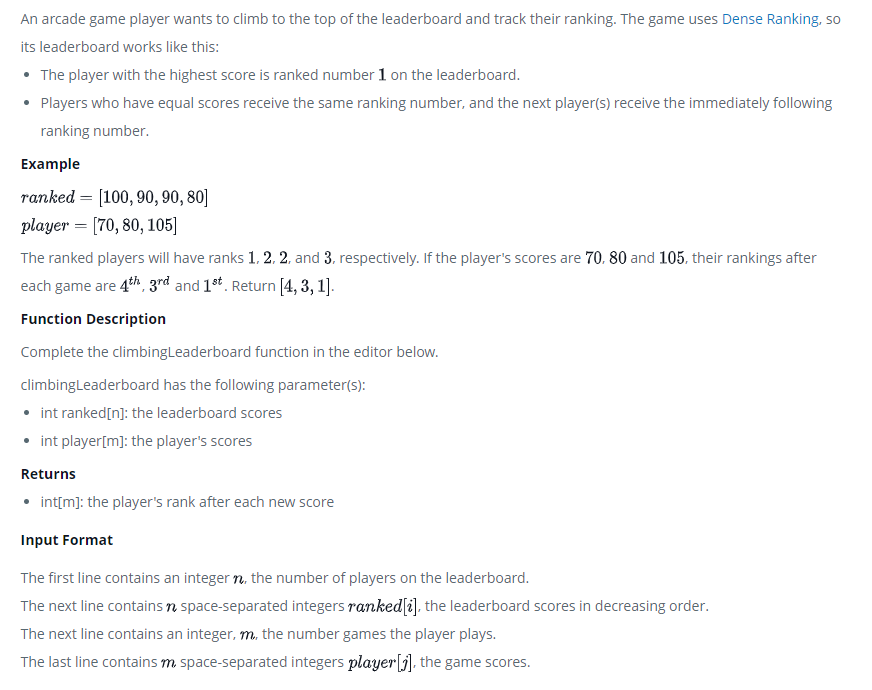 An arcade game player wants to climb to the top of the leaderboard and track their ranking. The game uses Dense Ranking, so
its leaderboard works like this:
• The player with the highest score is ranked number 1 on the leaderboard.
• Players who have equal scores receive the same ranking number, and the next player(s) receive the immediately following
ranking number.
Example
ranked = [100, 90, 90, 80]
player = [70, 80, 105]
The ranked players will have ranks 1, 2, 2, and 3, respectively. If the player's scores are 70, 80 and 105, their rankings after
each game are 4th, 3rd and 1st. Return [4, 3, 1].
Function Description
Complete the climbingLeaderboard function in the editor below.
climbingLeaderboard has the following parameter(s):
• int ranked[n]: the leaderboard scores
• int player[m]: the player's scores
Returns
• int[m]: the player's rank after each new score
Input Format
The first line contains an integer n, the number of players on the leaderboard.
The next line contains n space-separated integers ranked[i], the leaderboard scores in decreasing order.
The next line contains an integer, m, the number games the player plays.
The last line contains m space-separated integers player[j], the game scores.